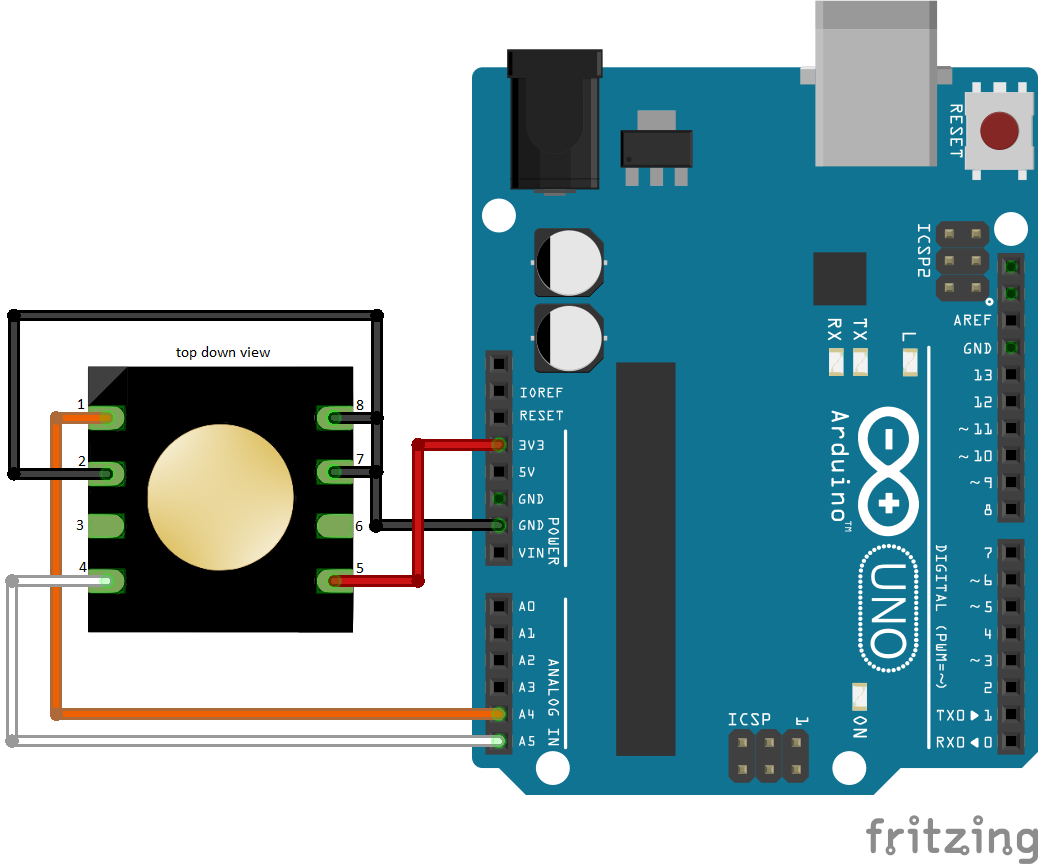 top down view
1
2
3
4
8
7
6
5
IOREF
RESET
3V3
5V
GND
GND
VIN
POWER
A0
A1
A2
A3
A4
A5
ANALOG IN
RESET
ICSP2
AREF
GND
13
12
~11
~10
~9
8
7
~6
~5
4
~3
2
TX0▶1
RX0◀0
DIGITAL (PWM=~)
RX
TX
L
Arduino™
UNO
ON
ICSP
1
fritzing